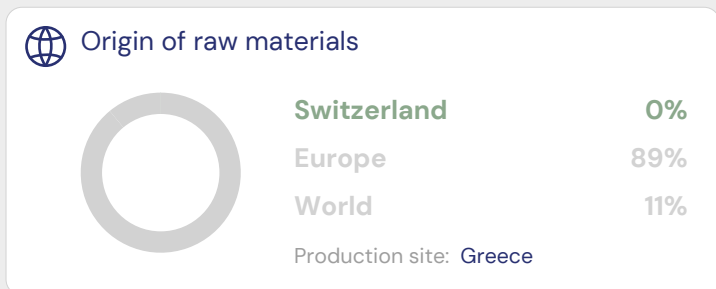 Origin of raw materials
Switzerland 0%
Europe 89%
World 11%
Production site: Greece